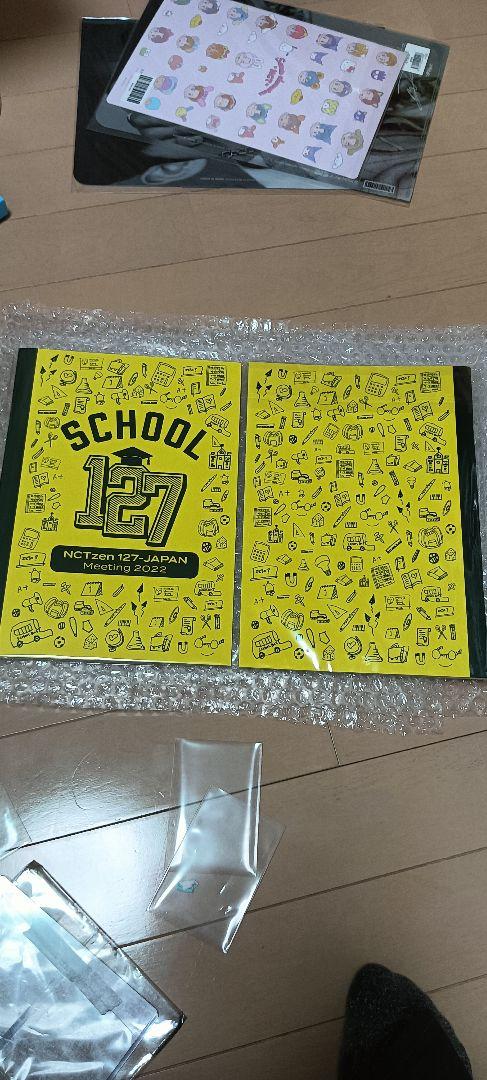 SCHOOL
127
NCTzen 127-JAPAN
Meeting 2022